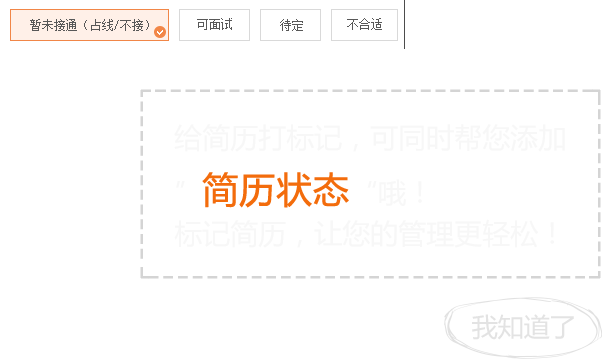 暂未接通（占线/不接） 可面试 待定 不合适
给简历打标记，可同时帮您添加
“ 简历状态 “哦！
标记简历，让您的管理更轻松！
我知道了